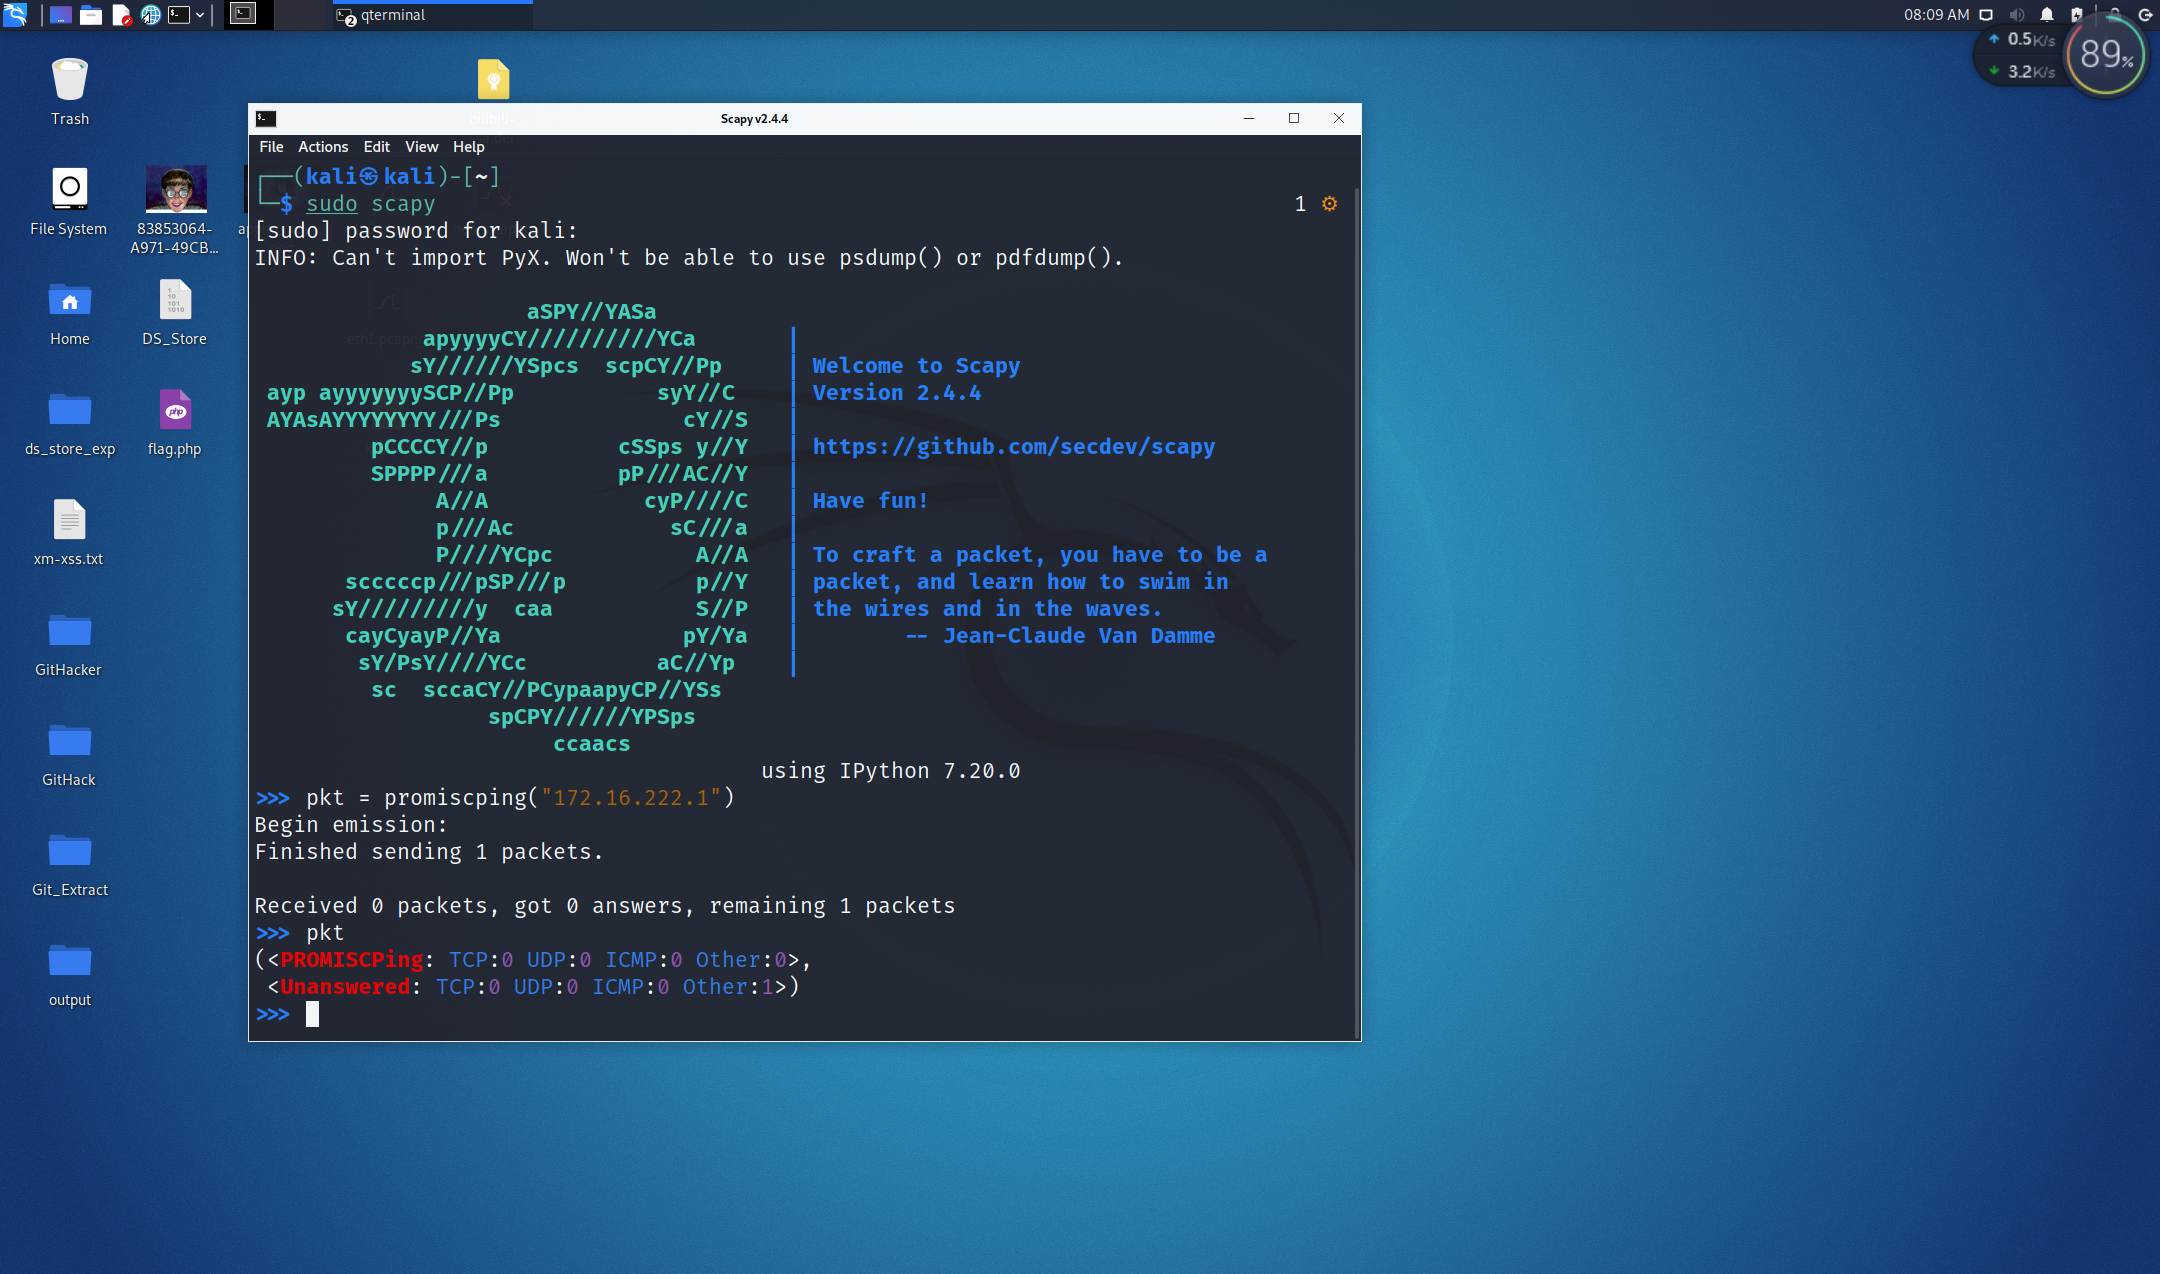 qterminal
08:09 AM
0.5K/s
3.2K/s
89%
Trash
File System
83853064-
A971-49CB...
Home
DS_Store
ds_store_exp
flag.php
xm-xss.txt
GitHacker
GitHack
Git_Extract
output
Scapy v2.4.4
File Actions Edit View Help
┌──(kali㉿kali)-[~]
└─$ sudo scapy 1 ⚙
[sudo] password for kali:
INFO: Can't import PyX. Won't be able to use psdump() or pdfdump().
aSPY//YASa
apyyyyCY//////////YCa |
sY//////YSpcs  scpCY//Pp | Welcome to Scapy
ayp ayyyyyyySCP//Pp           syY//C | Version 2.4.4
AYAsAYYYYYYYY///Ps              cY//S |
pCCCCY//p          cSSps y//Y | https://github.com/secdev/scapy
SPPPP///a          pP///AC//Y |
A//A            cyP////C | Have fun!
p///Ac            sC///a |
P////YCpc           A//A | To craft a packet, you have to be a
scccccp///pSP///p          p//Y | packet, and learn how to swim in
sY/////////y  caa           S//P | the wires and in the waves.
cayCyayP//Ya              pY/Ya | -- Jean-Claude Van Damme
sY/PsY////YCc          aC//Yp |
sc  sccaCY//PCypaapyCP//YSs
spCPY//////YPSps
ccaacs
using IPython 7.20.0
>>> pkt = promiscping("172.16.222.1")
Begin emission:
Finished sending 1 packets.
Received 0 packets, got 0 answers, remaining 1 packets
>>> pkt
(<PROMISCPing: TCP:0 UDP:0 ICMP:0 Other:0>,
<Unanswered: TCP:0 UDP:0 ICMP:0 Other:1>)
>>>